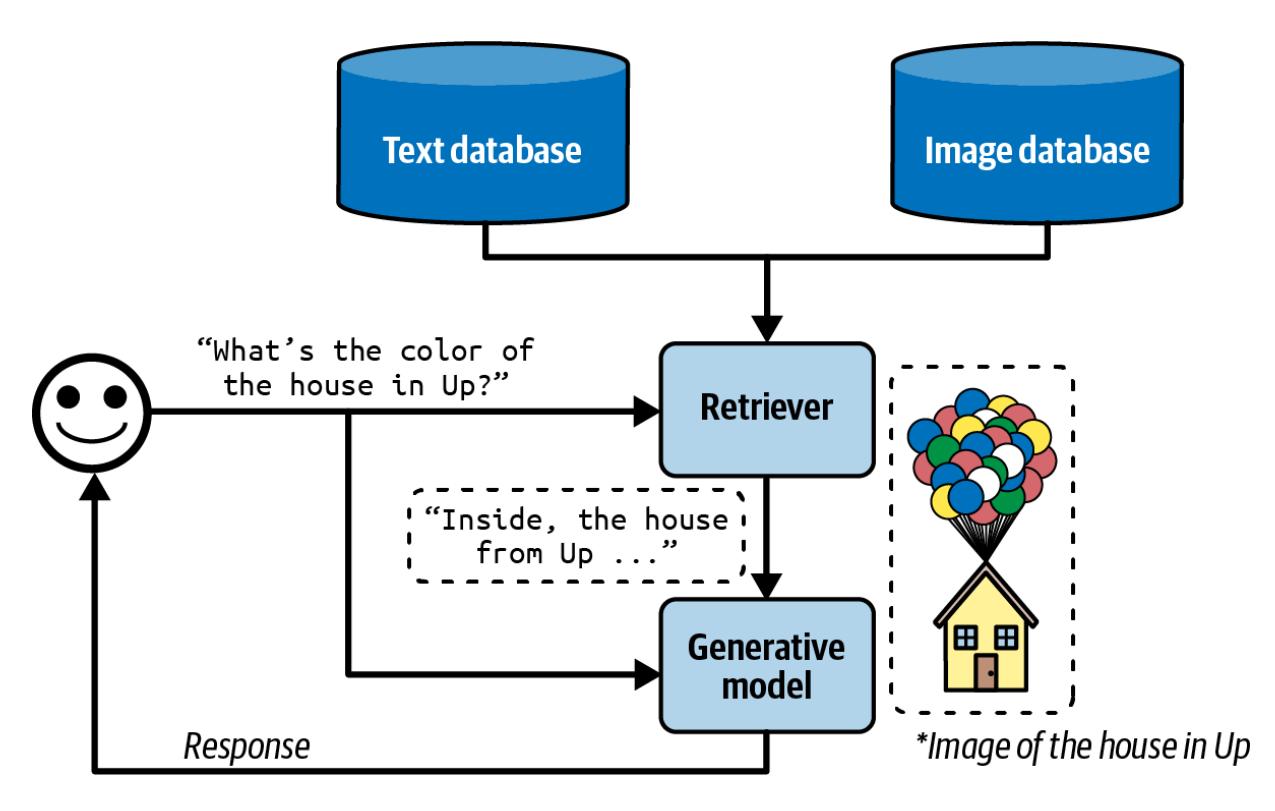 Text database
Image database
“What’s the color of
the house in Up?”
Retriever
“Inside, the house
from Up ...”
Generative
model
Response
*Image of the house in Up